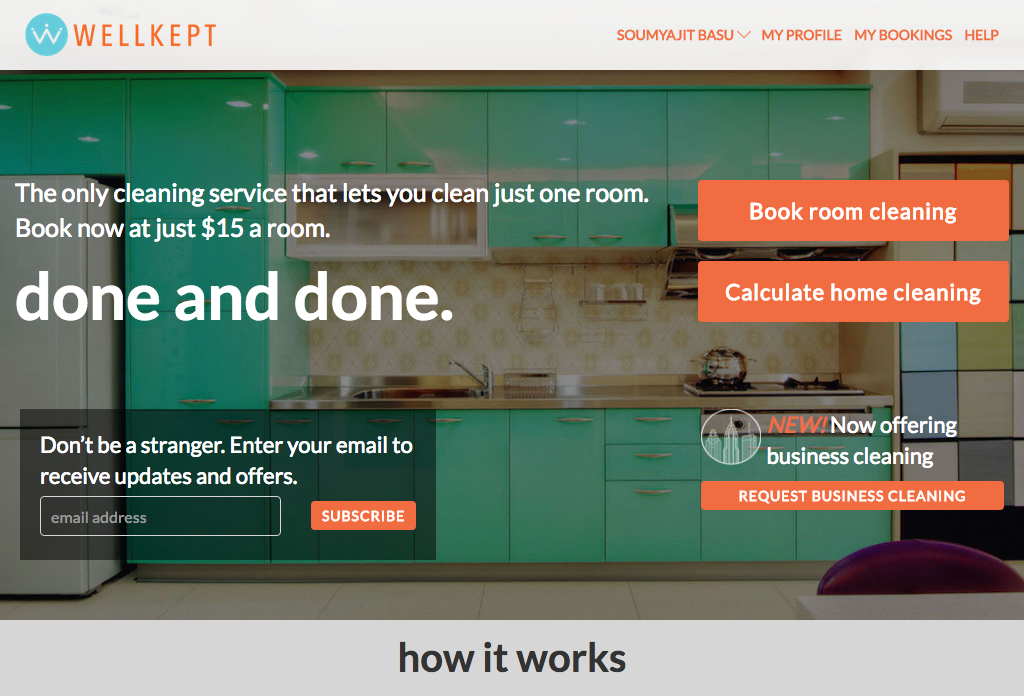 WELLKEPT
SOUMYAJIT BASU MY PROFILE MY BOOKINGS HELP
The only cleaning service that lets you clean just one room.
Book now at just $15 a room.
done and done.
Book room cleaning
Calculate home cleaning
Don't be a stranger. Enter your email to
receive updates and offers.
email address
SUBSCRIBE
NEW! Now offering
business cleaning
REQUEST BUSINESS CLEANING
how it works